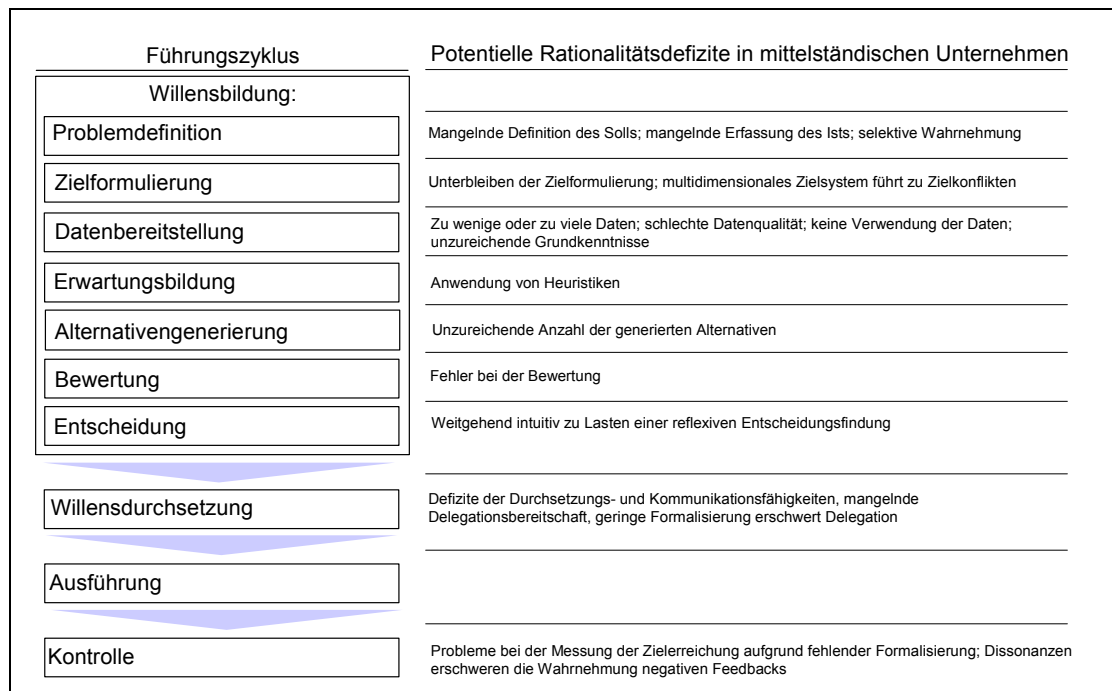 Führungszyklus
Potentielle Rationalitätsdefizite in mittelständischen Unternehmen
Willensbildung:
Problemdefinition
Mangelnde Definition des Solls; mangelnde Erfassung des Ists; selektive Wahrnehmung
Zielformulierung
Unterbleiben der Zielformulierung; multidimensionales Zielsystem führt zu Zielkonflikten
Datenbereitstellung
Zu wenige oder zu viele Daten; schlechte Datenqualität; keine Verwendung der Daten;
unzureichende Grundkenntnisse
Erwartungsbildung
Anwendung von Heuristiken
Alternativengenerierung
Unzureichende Anzahl der generierten Alternativen
Bewertung
Fehler bei der Bewertung
Entscheidung
Weitgehend intuitiv zu Lasten einer reflexiven Entscheidungsfindung
Willensdurchsetzung
Defizite der Durchsetzungs- und Kommunikationsfähigkeiten, mangelnde
Delegationsbereitschaft, geringe Formalisierung erschwert Delegation
Ausführung
Kontrolle
Probleme bei der Messung der Zielerreichung aufgrund fehlender Formalisierung; Dissonanzen
erschweren die Wahrnehmung negativen Feedbacks